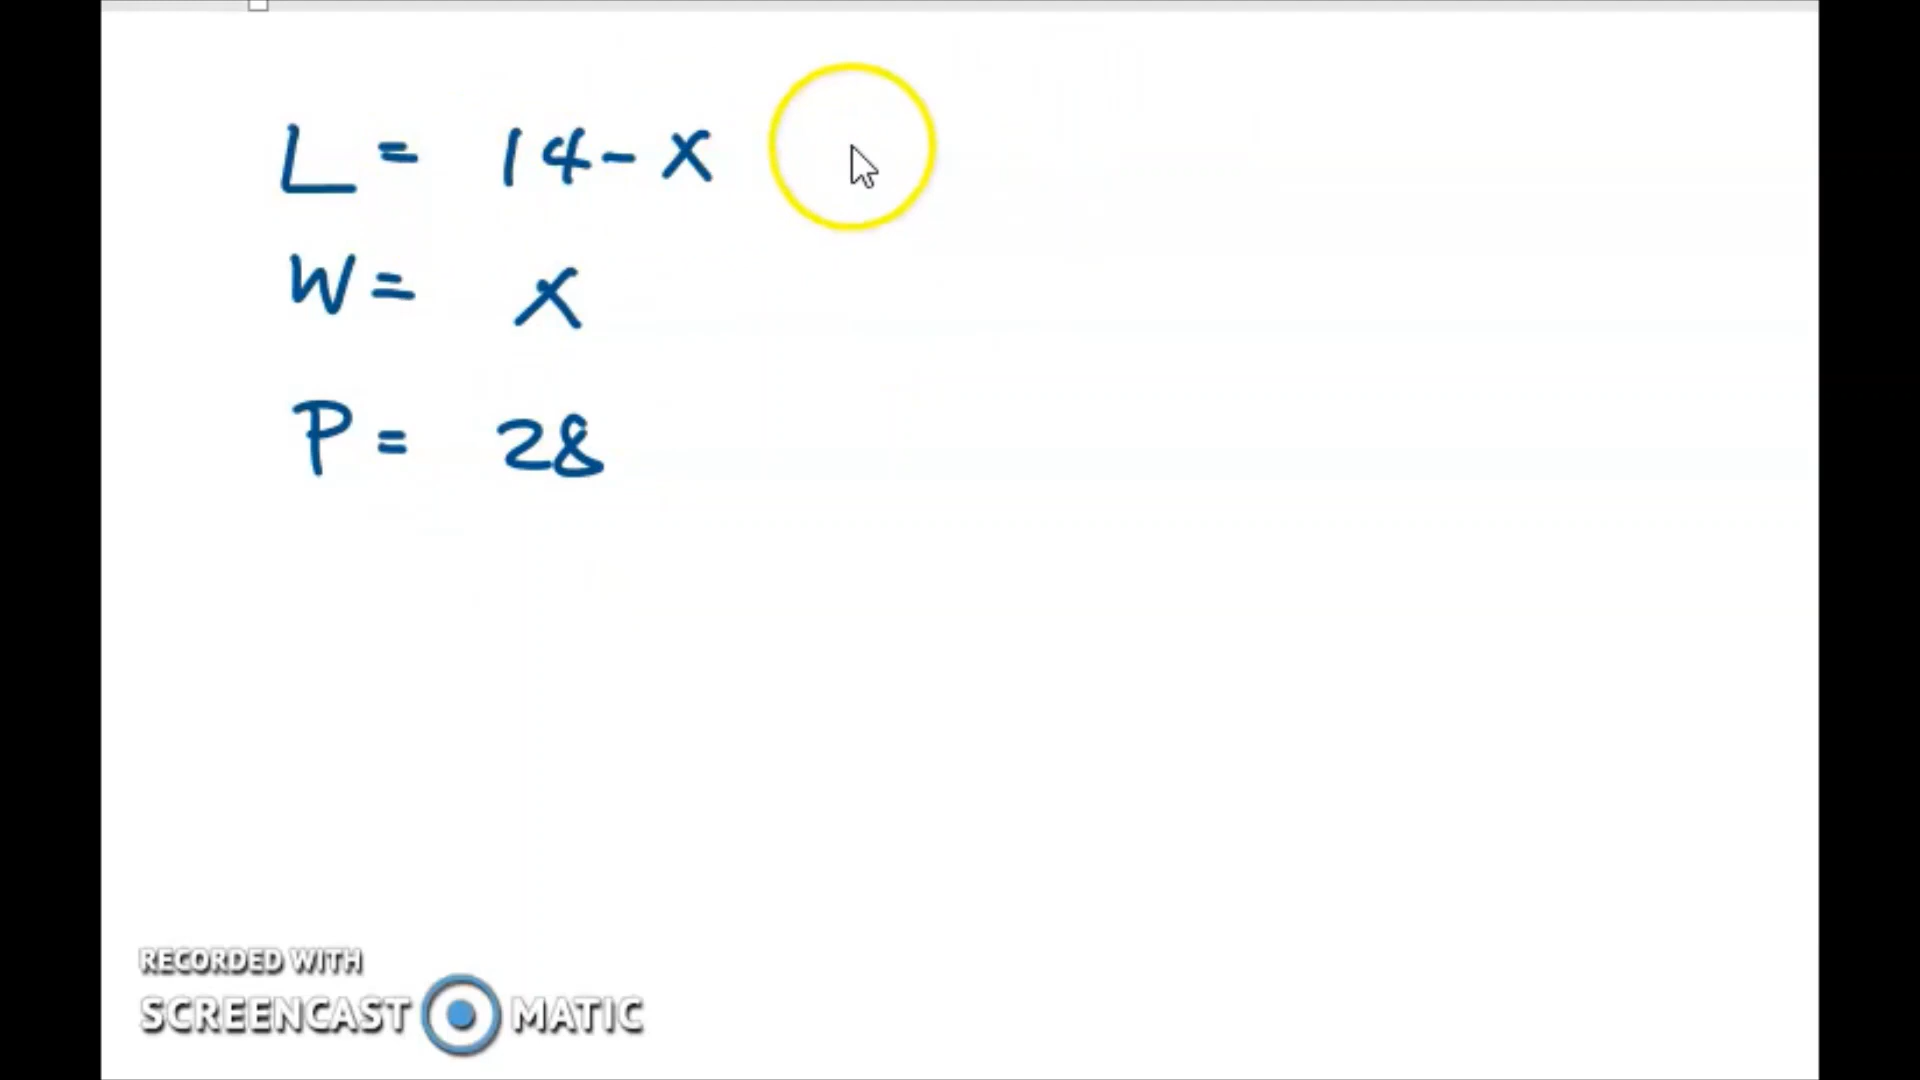 L = 14 - x
W = x
P = 28
RECORDED WITH
SCREENCAST MATIC